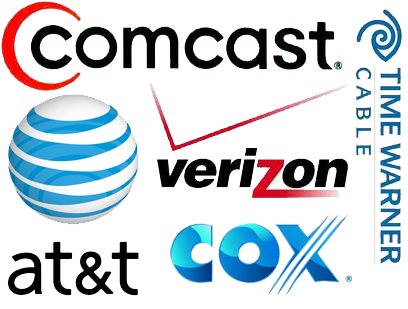 comcast®
TIME WARNER
CABLE
verizon
at&t
COX®